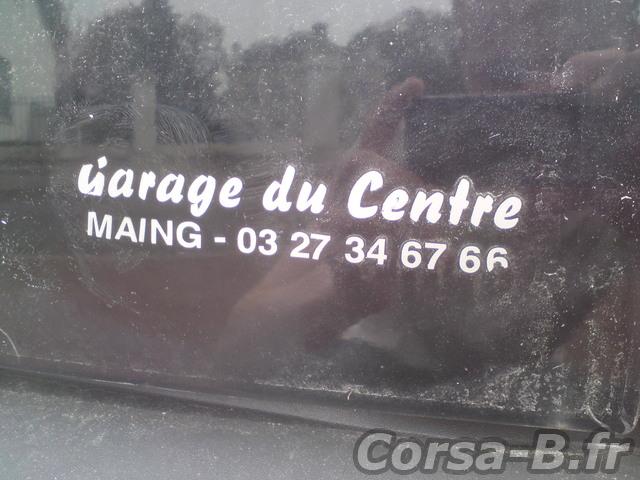 Garage du Centre
MAING - 03 27 34 67 66
Corsa-B.fr